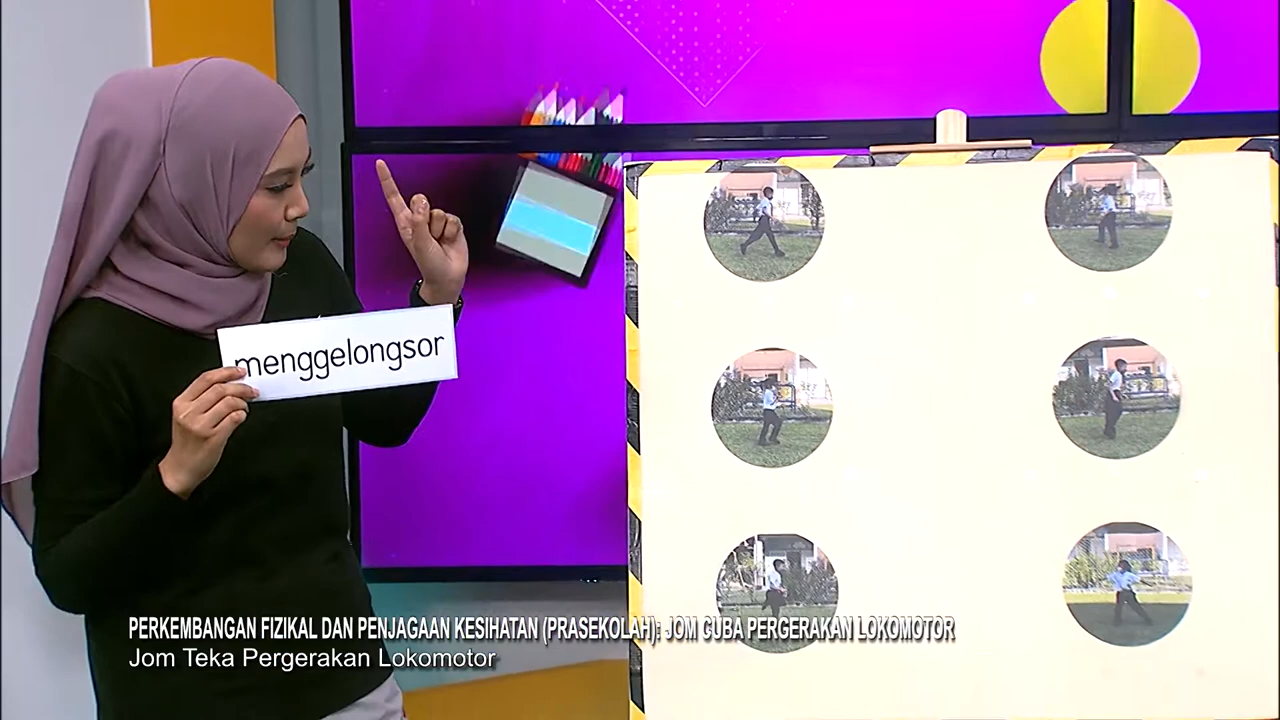 menggelongsor
PERKEMBANGAN FIZIKAL DAN PENJAGAAN KESIHATAN (PRASEKOLAH): JOM CUBA PERGERAKAN LOKOMOTOR
Jom Teka Pergerakan Lokomotor